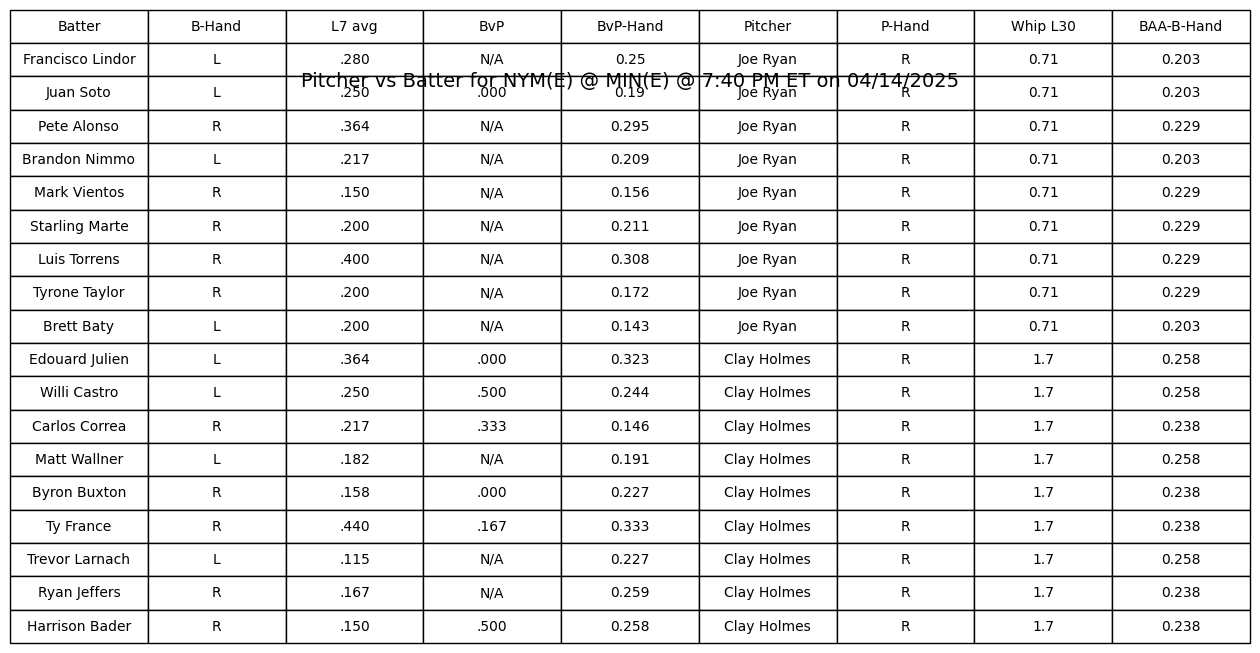 Batter B-Hand L7 avg BvP BvP-Hand Pitcher P-Hand Whip L30 BAA-B-Hand
Francisco Lindor L .280 N/A 0.25 Joe Ryan R 0.71 0.203
Pitcher vs Batter for NYM(E) @ MIN(E) @ 7:40 PM ET on 04/14/2025
Juan Soto L .250 .000 0.19 Joe Ryan R 0.71 0.203
Pete Alonso R .364 N/A 0.295 Joe Ryan R 0.71 0.229
Brandon Nimmo L .217 N/A 0.209 Joe Ryan R 0.71 0.203
Mark Vientos R .150 N/A 0.156 Joe Ryan R 0.71 0.229
Starling Marte R .200 N/A 0.211 Joe Ryan R 0.71 0.229
Luis Torrens R .400 N/A 0.308 Joe Ryan R 0.71 0.229
Tyrone Taylor R .200 N/A 0.172 Joe Ryan R 0.71 0.229
Brett Baty L .200 N/A 0.143 Joe Ryan R 0.71 0.203
Edouard Julien L .364 .000 0.323 Clay Holmes R 1.7 0.258
Willi Castro L .250 .500 0.244 Clay Holmes R 1.7 0.258
Carlos Correa R .217 .333 0.146 Clay Holmes R 1.7 0.238
Matt Wallner L .182 N/A 0.191 Clay Holmes R 1.7 0.258
Byron Buxton R .158 .000 0.227 Clay Holmes R 1.7 0.238
Ty France R .440 .167 0.333 Clay Holmes R 1.7 0.238
Trevor Larnach L .115 N/A 0.227 Clay Holmes R 1.7 0.258
Ryan Jeffers R .167 N/A 0.259 Clay Holmes R 1.7 0.238
Harrison Bader R .150 .500 0.258 Clay Holmes R 1.7 0.238